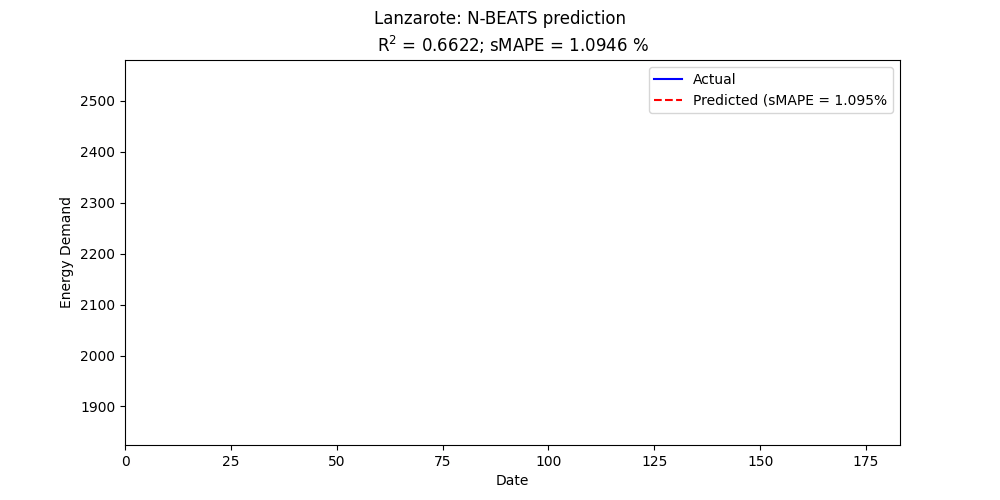 Lanzarote: N-BEATS prediction
R² = 0.6622; sMAPE = 1.0946 %
Actual
Predicted (sMAPE = 1.095%
2500
2400
2300
2200
2100
2000
1900
Energy Demand
0 25 50 75 100 125 150 175
Date